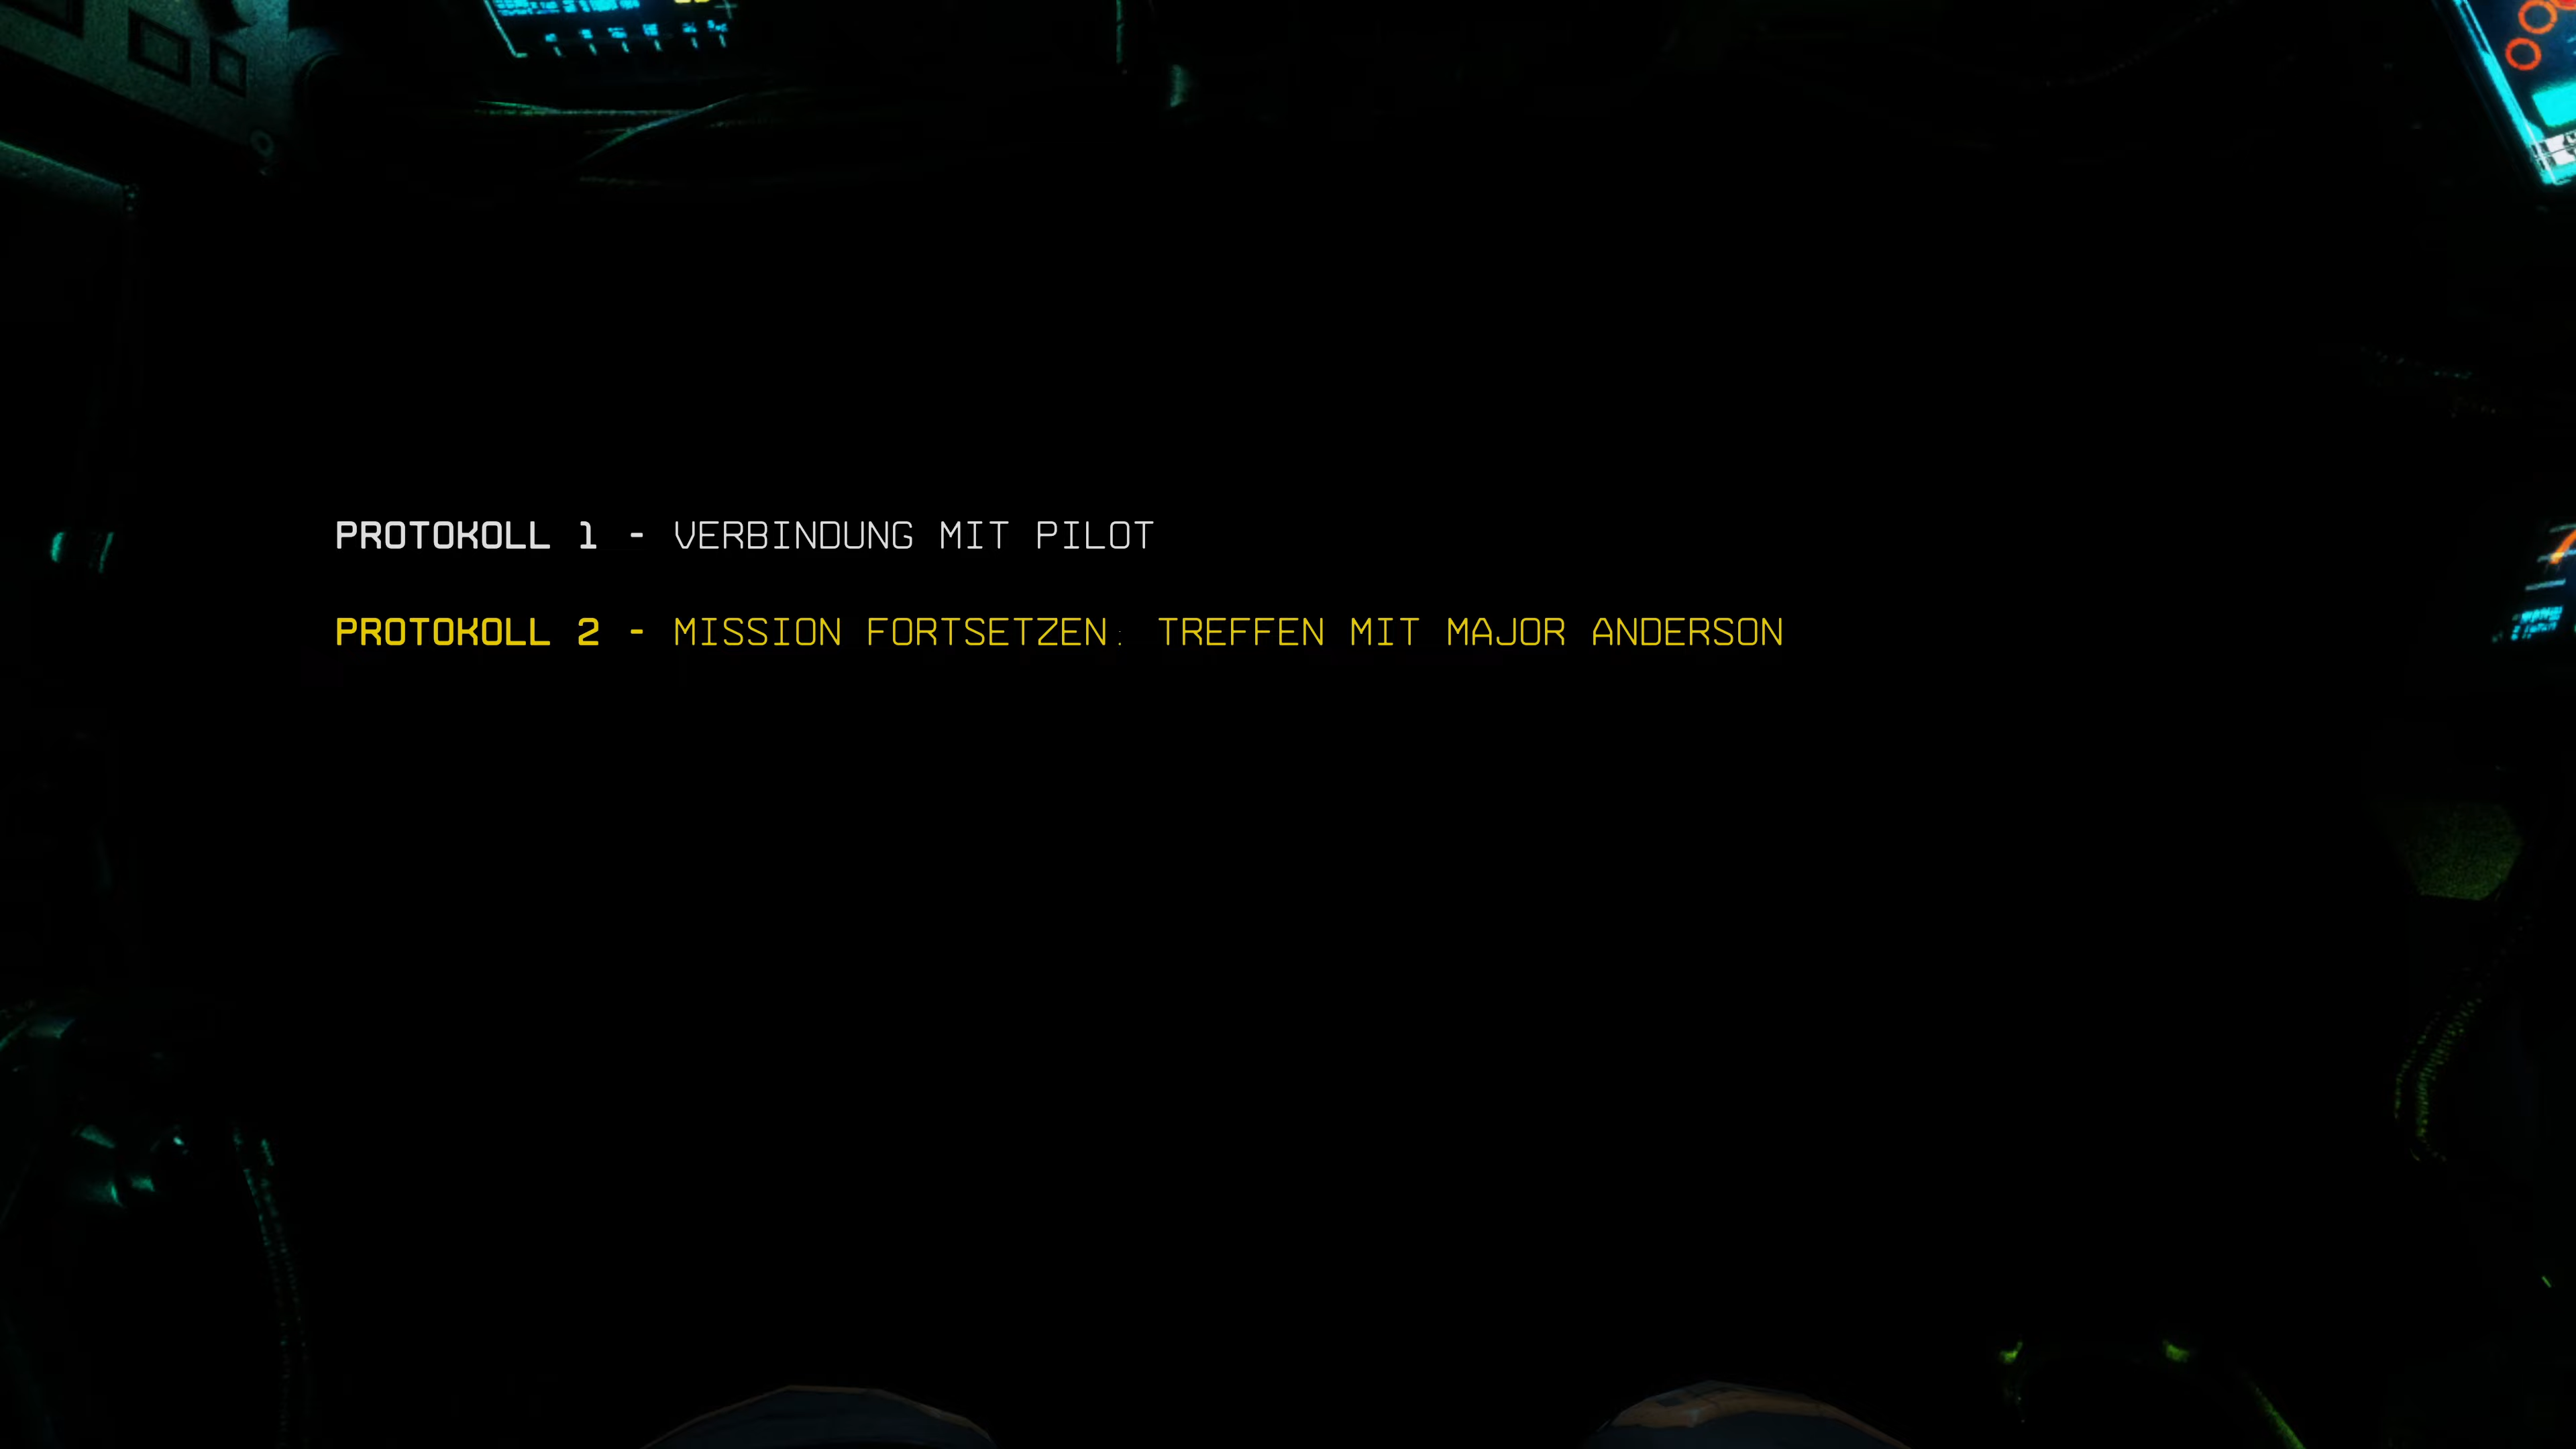 PROTOKOLL 1 - VERBINDUNG MIT PILOT
PROTOKOLL 2 - MISSION FORTSETZEN: TREFFEN MIT MAJOR ANDERSON